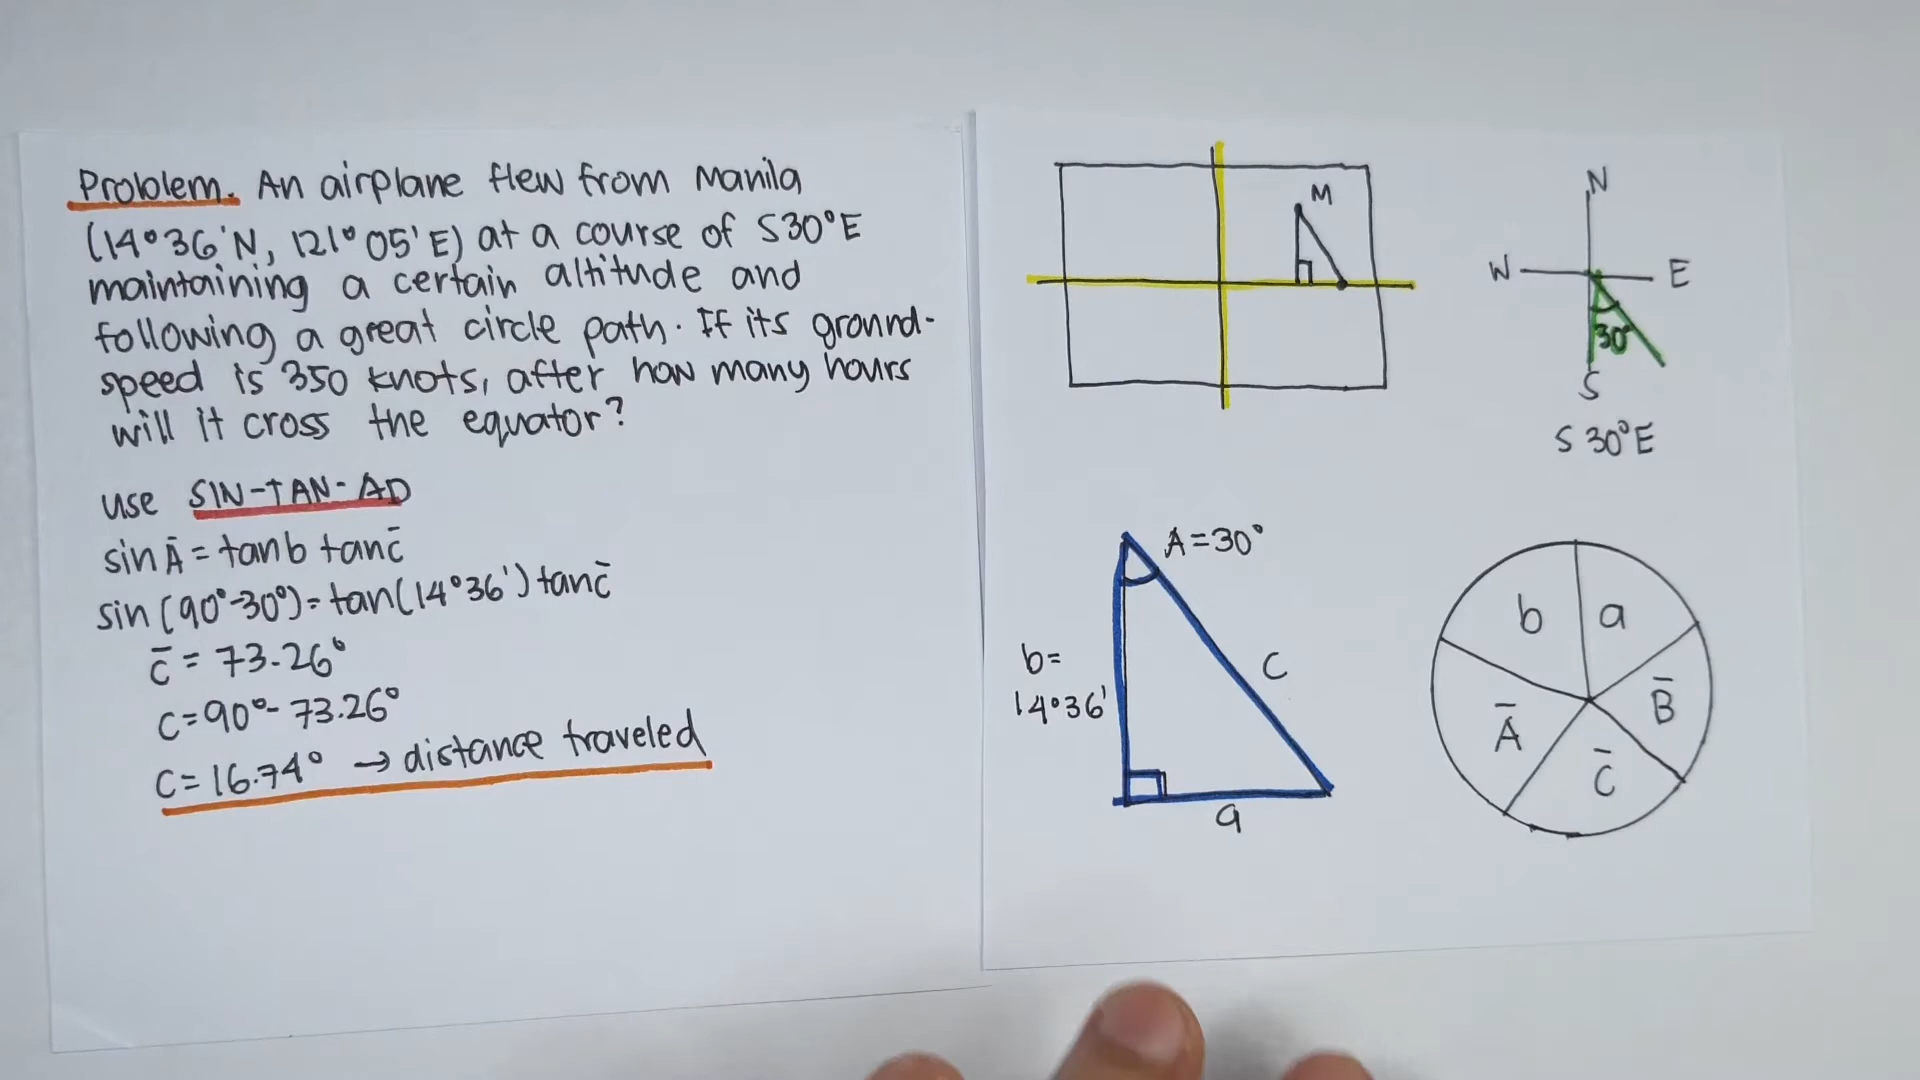 Problem. An airplane flew from Manila
(14°36'N, 121°05'E) at a course of S30°E
maintaining a certain altitude and
following a great circle path. If its ground-
speed is 350 knots, after how many hours
will it cross the equator?
use SIN-TAN-AD
sin Ā = tan b tan c̄
sin (90°-30°) = tan(14°36') tan c̄
c̄ = 73.26°
c = 90° - 73.26°
c = 16.74° → distance traveled
M
N
W
E
30°
S
S 30°E
A = 30°
b =
14°36'
c
a
b
a
Ā
B̄
c̄